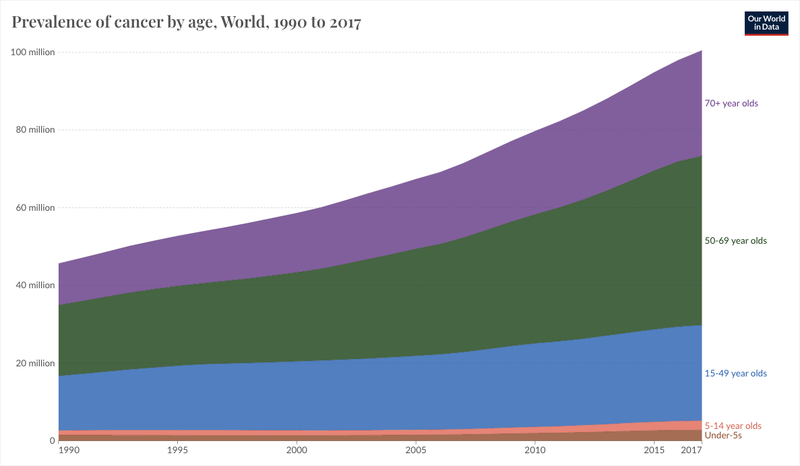 Prevalence of cancer by age, World, 1990 to 2017
Our World
in Data
100 million
80 million
60 million
40 million
20 million
0
70+ year olds
50-69 year olds
15-49 year olds
5-14 year olds
Under-5s
1990
1995
2000
2005
2010
2015
2017